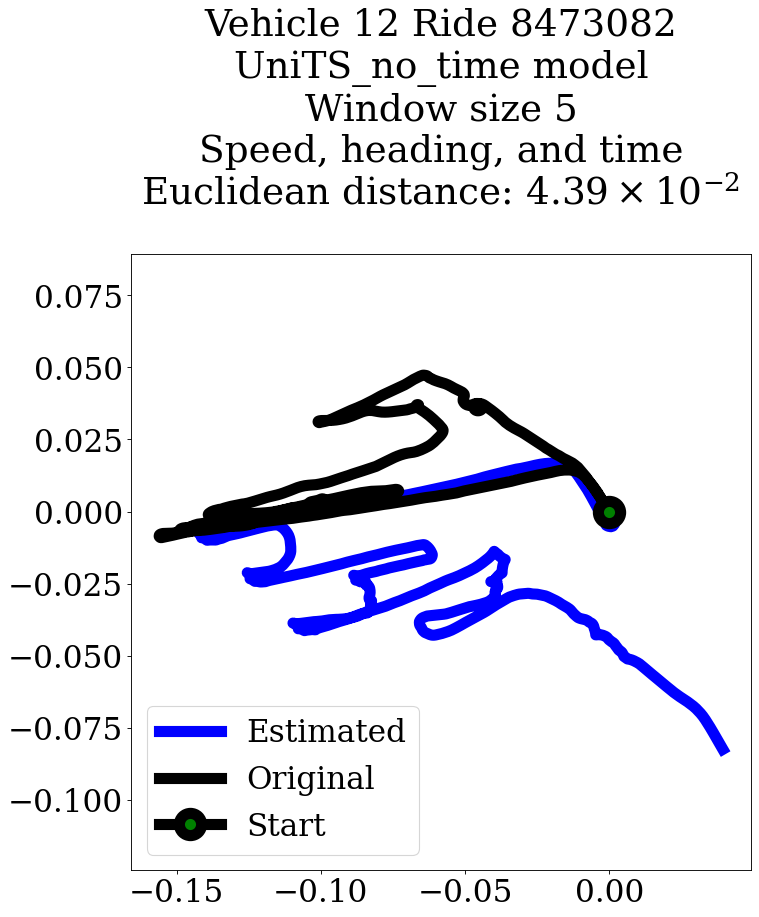 Vehicle 12 Ride 8473082
UniTS_no_time model
Window size 5
Speed, heading, and time
Euclidean distance: 4.39 × 10⁻²
0.075
0.050
0.025
0.000
−0.025
−0.050
−0.075
−0.100
Estimated
Original
Start
−0.15 −0.10 −0.05 0.00